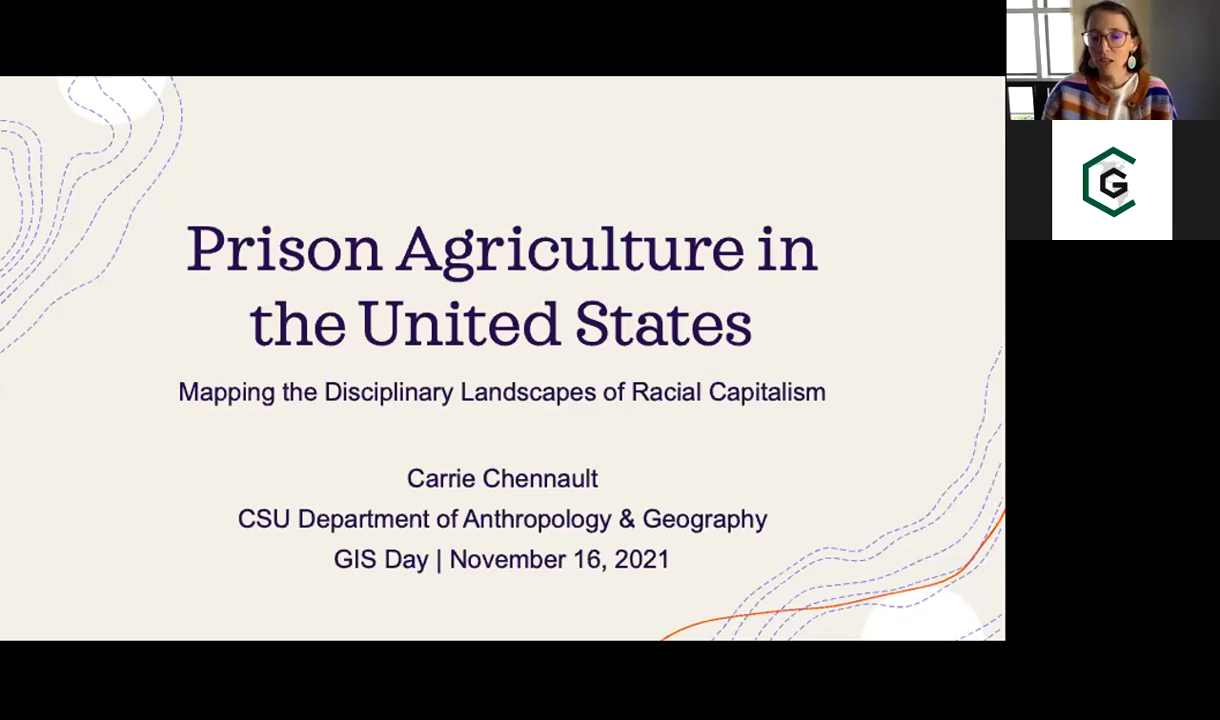 Prison Agriculture in
the United States
Mapping the Disciplinary Landscapes of Racial Capitalism
Carrie Chennault
CSU Department of Anthropology & Geography
GIS Day | November 16, 2021
CG